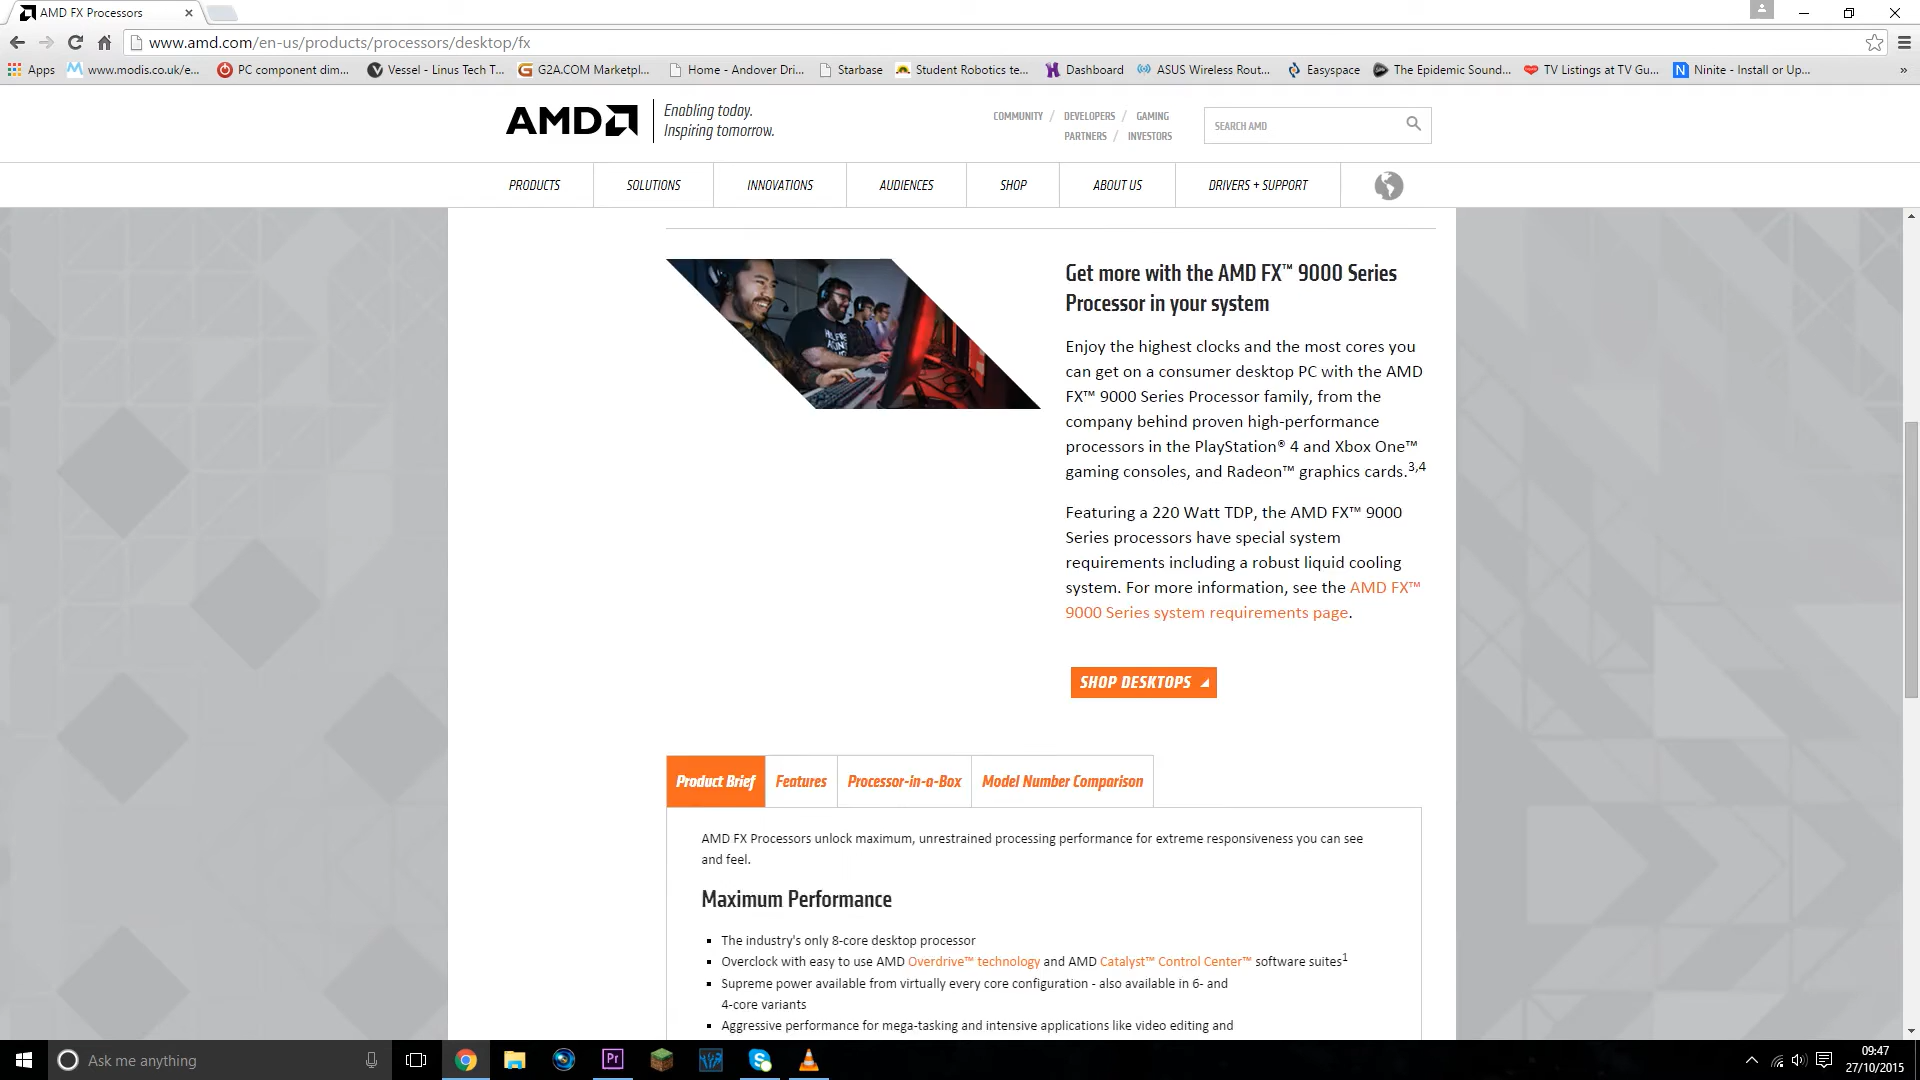 AMD FX Processors
www.amd.com/en-us/products/processors/desktop/fx
Apps
www.modis.co.uk/e...
PC component dim...
Vessel - Linus Tech T...
G2A.COM Marketpl...
Home - Andover Dri...
Starbase
Student Robotics te...
Dashboard
ASUS Wireless Rout...
Easyspace
The Epidemic Sound...
TV Listings at TV Gu...
Ninite - Install or Up...
»
AMD
Enabling today.
Inspiring tomorrow.
COMMUNITY / DEVELOPERS / GAMING
PARTNERS / INVESTORS
SEARCH AMD
PRODUCTS
SOLUTIONS
INNOVATIONS
AUDIENCES
SHOP
ABOUT US
DRIVERS + SUPPORT
Get more with the AMD FX™ 9000 Series
Processor in your system
Enjoy the highest clocks and the most cores you
can get on a consumer desktop PC with the AMD
FX™ 9000 Series Processor family, from the
company behind proven high-performance
processors in the PlayStation® 4 and Xbox One™
gaming consoles, and Radeon™ graphics cards.3,4
Featuring a 220 Watt TDP, the AMD FX™ 9000
Series processors have special system
requirements including a robust liquid cooling
system. For more information, see the AMD FX™
9000 Series system requirements page.
SHOP DESKTOPS
Product Brief
Features
Processor-in-a-Box
Model Number Comparison
AMD FX Processors unlock maximum, unrestrained processing performance for extreme responsiveness you can see
and feel.
Maximum Performance
The industry's only 8-core desktop processor
Overclock with easy to use AMD Overdrive™ technology and AMD Catalyst™ Control Center™ software suites1
Supreme power available from virtually every core configuration - also available in 6- and
4-core variants
Aggressive performance for mega-tasking and intensive applications like video editing and
Ask me anything
Pr
09:47
27/10/2015